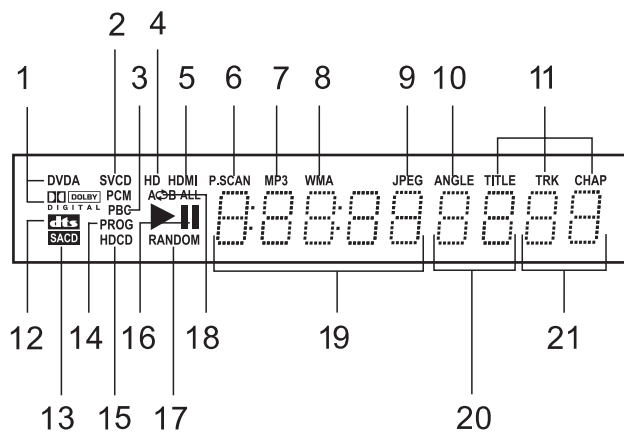 2 4
1 3 5 6 7 8 9 10 11
DVDA SVCD HD HDMI P.SCAN MP3 WMA JPEG ANGLE TITLE TRK CHAP
DOLBY PCM A B ALL
DIGITAL PBC
dts PROG
SACD HDCD RANDOM
12 14 16 18 19 21
13 15 17 20